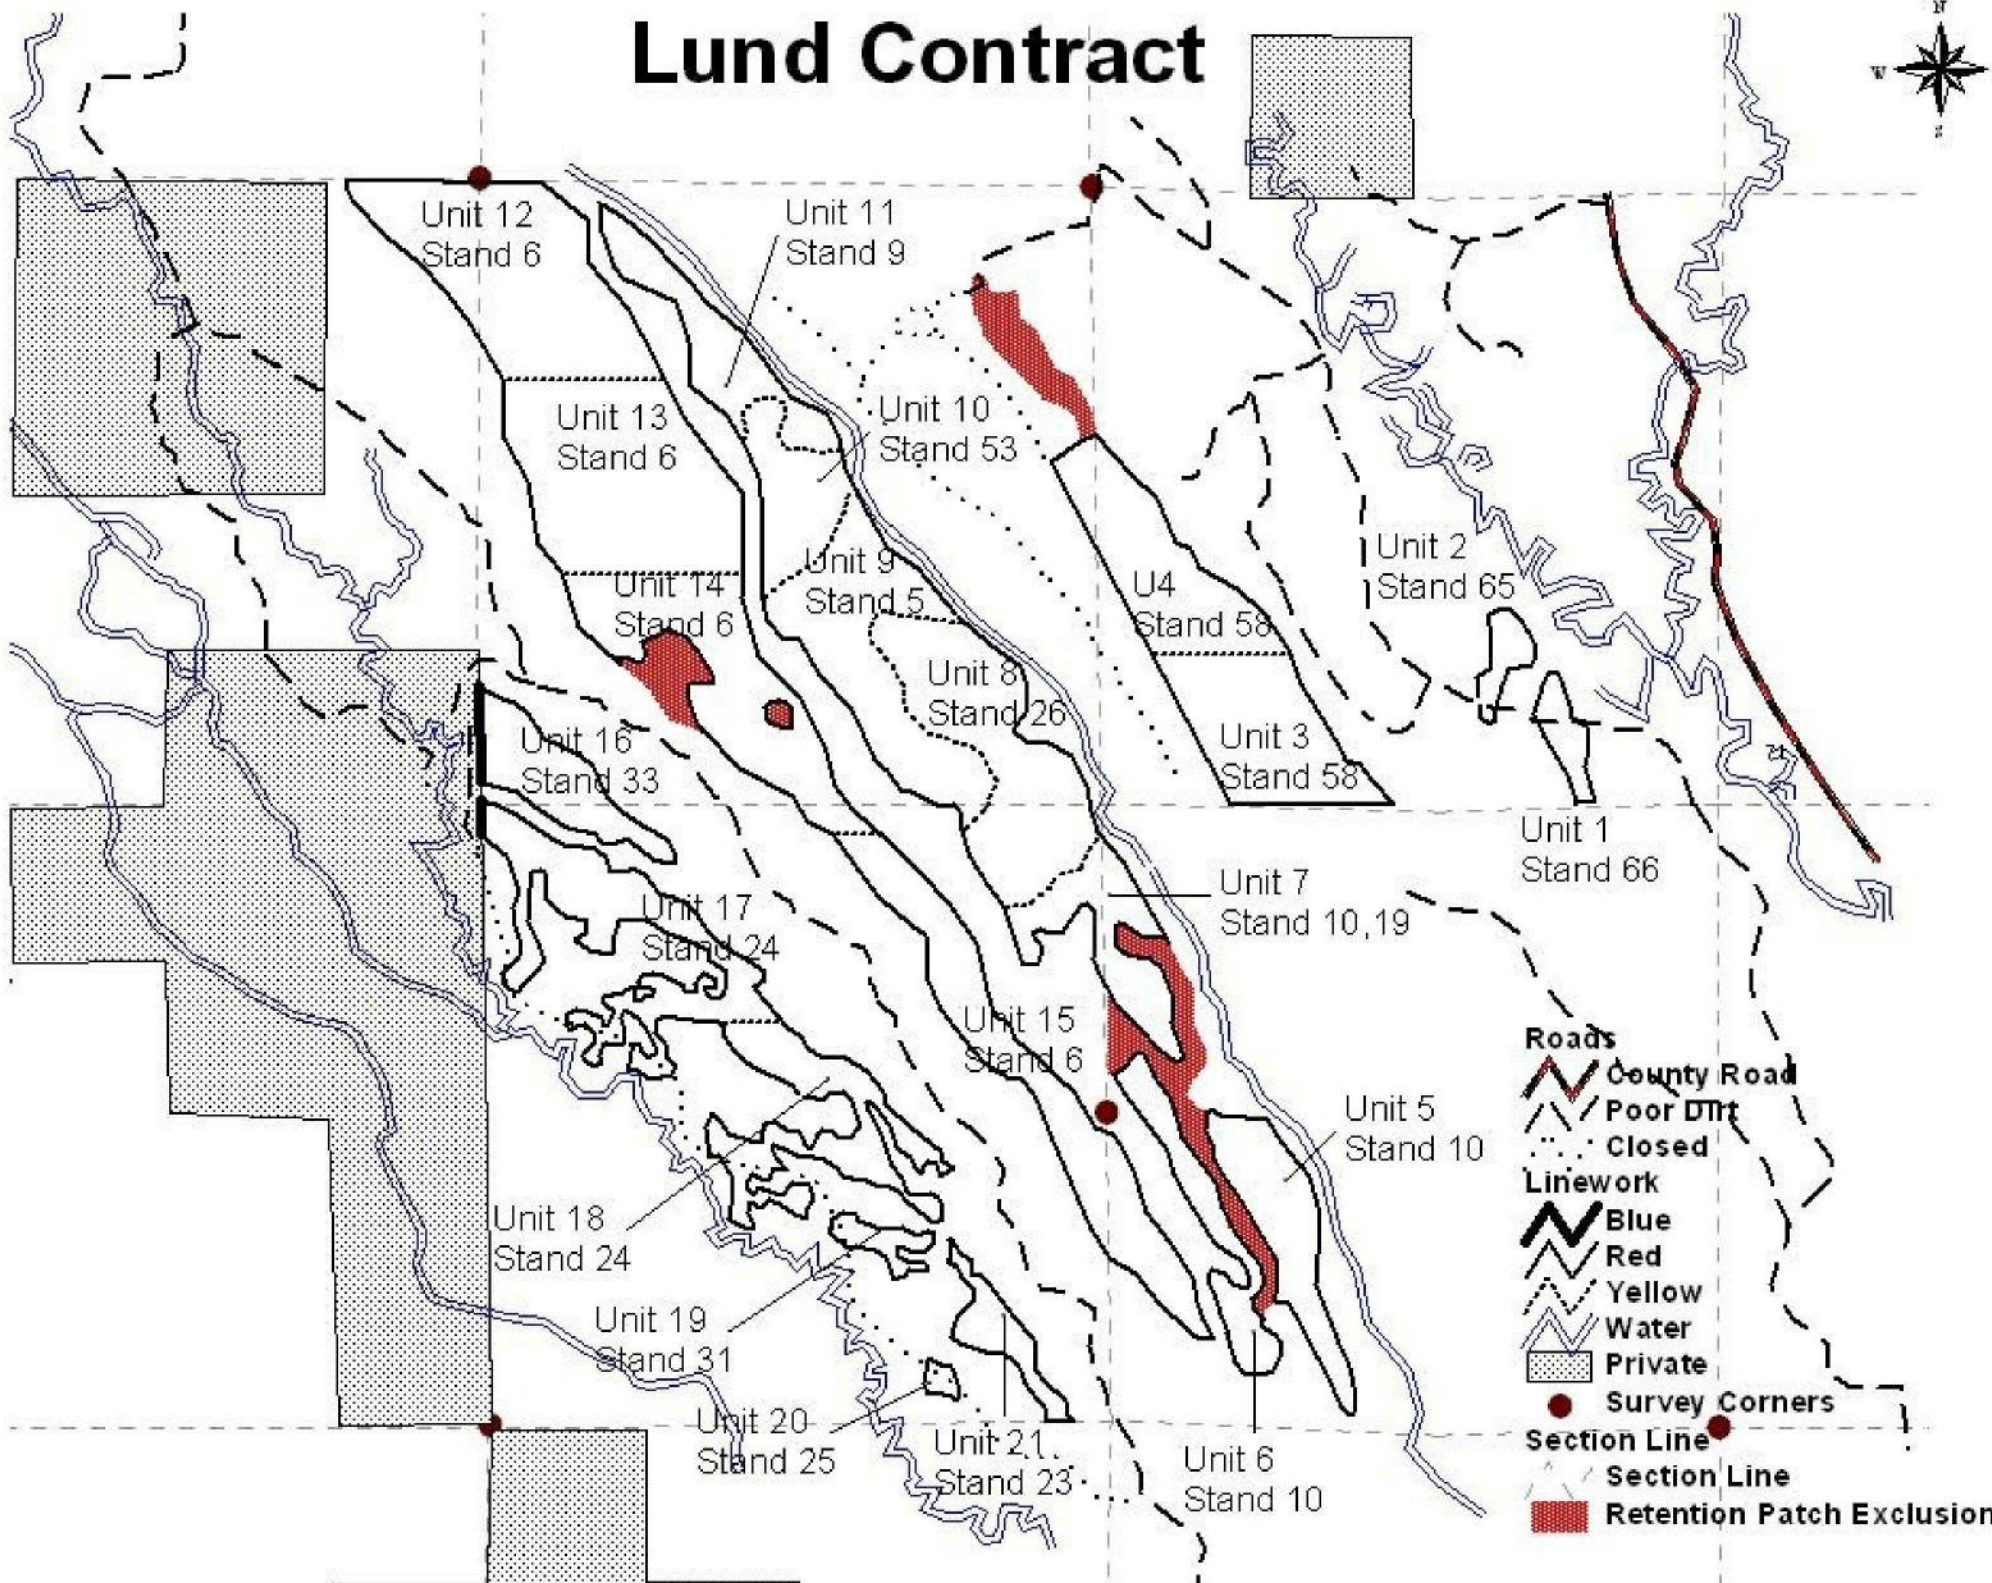 Lund Contract
N
W
S
Unit 12
Stand 6
Unit 11
Stand 9
Unit 13
Stand 6
Unit 10
Stand 53
Unit 14
Stand 6
Unit 9
Stand 5
U4
Stand 58
Unit 2
Stand 65
Unit 8
Stand 26
Unit 16
Stand 33
Unit 3
Stand 58
Unit 1
Stand 66
Unit 7
Stand 10,19
Unit 17
Stand 24
Unit 15
Stand 6
Unit 5
Stand 10
Unit 18
Stand 24
Unit 19
Stand 31
Unit 20
Stand 25
Unit 21
Stand 23
Unit 6
Stand 10
Roads
County Road
Poor Dirt
Closed
Linework
Blue
Red
Yellow
Water
Private
Survey Corners
Section Line
Section Line
Retention Patch Exclusion